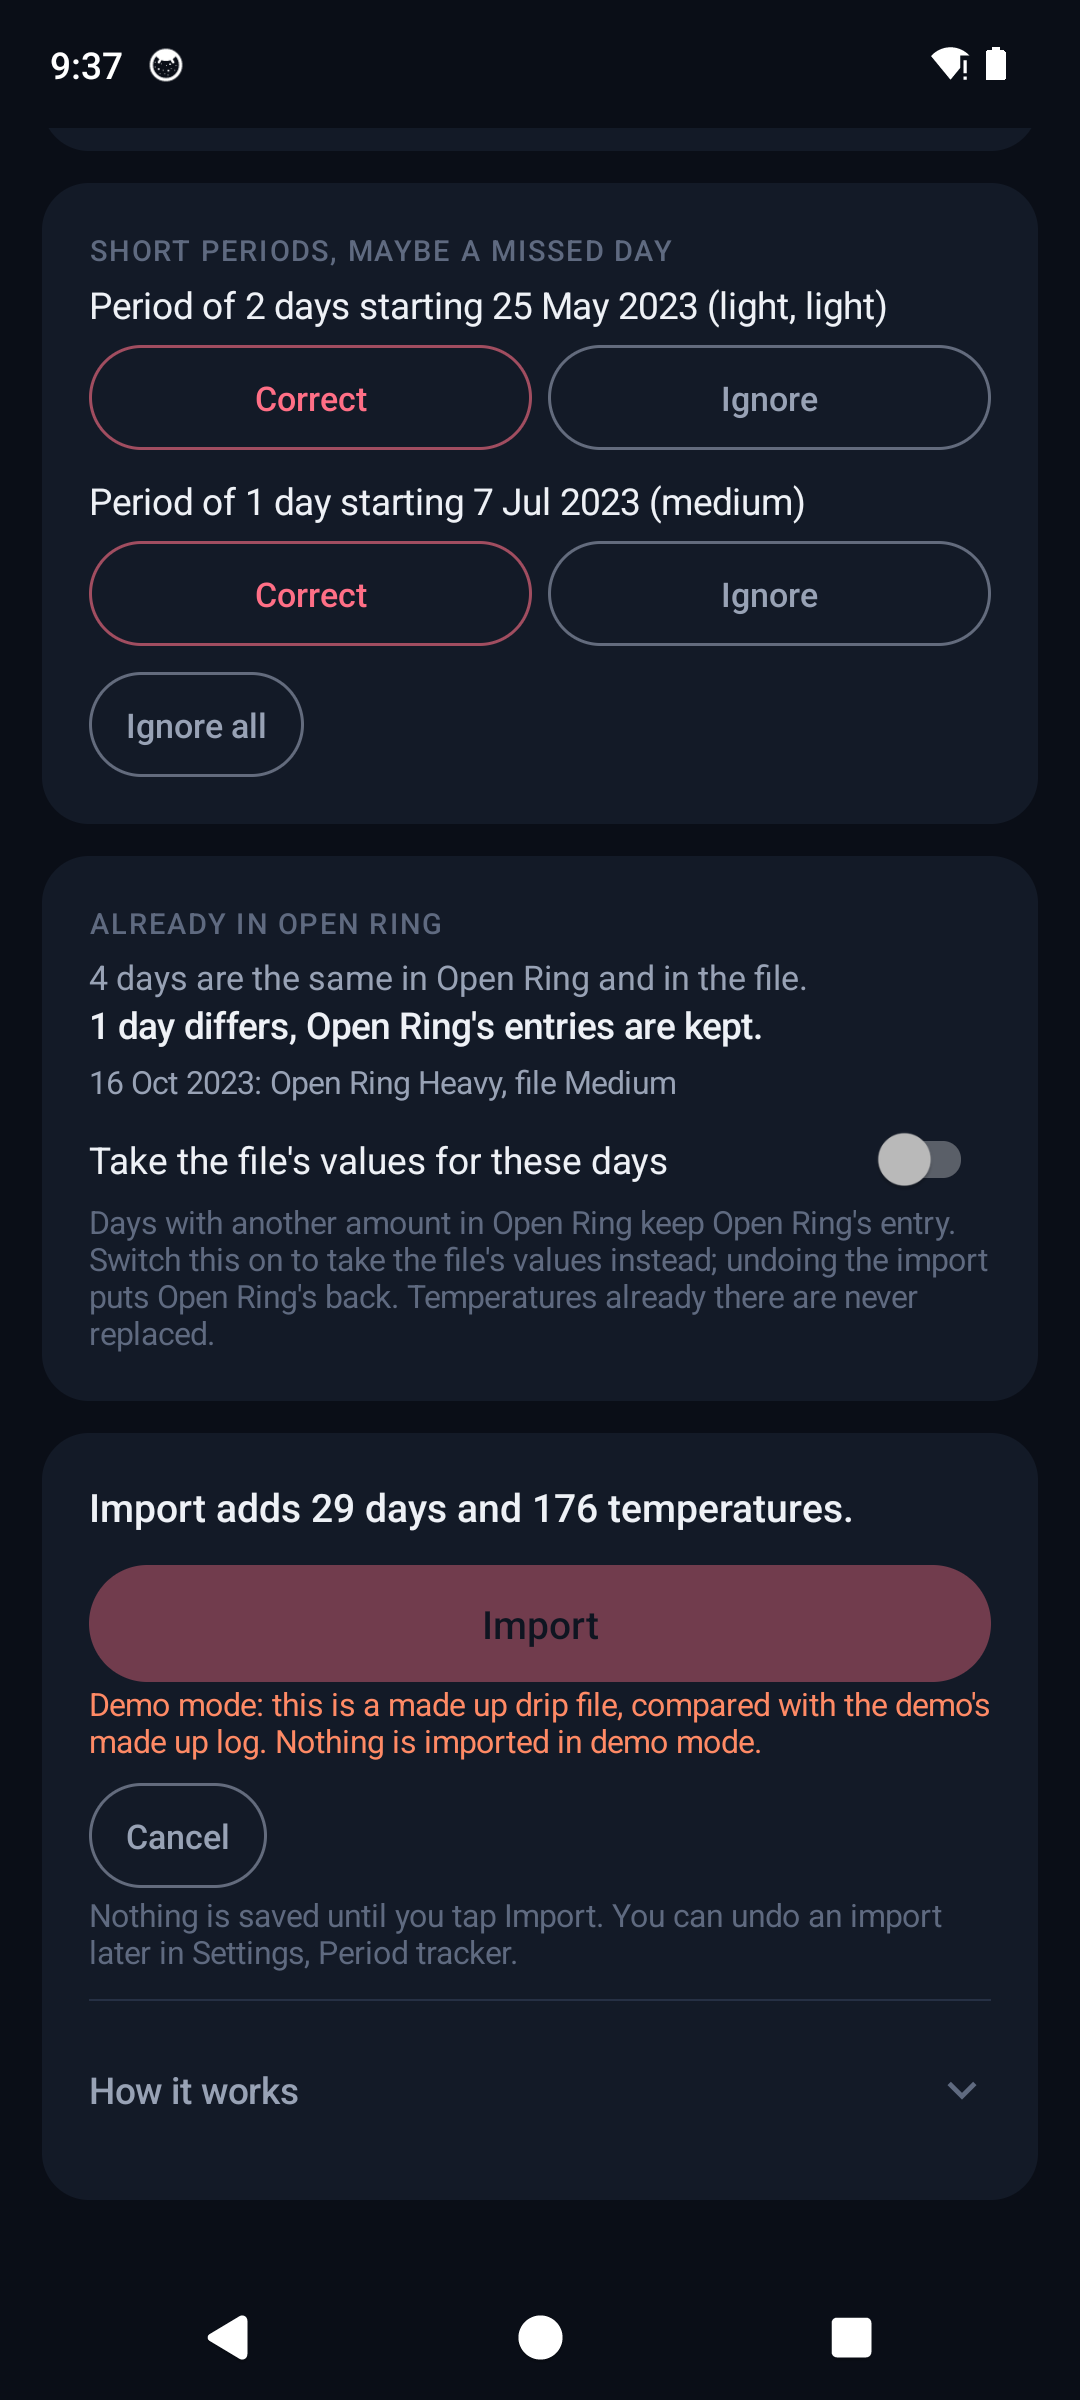 9:37
SHORT PERIODS, MAYBE A MISSED DAY
Period of 2 days starting 25 May 2023 (light, light)
Correct
Ignore
Period of 1 day starting 7 Jul 2023 (medium)
Correct
Ignore
Ignore all
ALREADY IN OPEN RING
4 days are the same in Open Ring and in the file.
1 day differs, Open Ring's entries are kept.
16 Oct 2023: Open Ring Heavy, file Medium
Take the file's values for these days
Days with another amount in Open Ring keep Open Ring's entry.
Switch this on to take the file's values instead; undoing the import
puts Open Ring's back. Temperatures already there are never
replaced.
Import adds 29 days and 176 temperatures.
Import
Demo mode: this is a made up drip file, compared with the demo's
made up log. Nothing is imported in demo mode.
Cancel
Nothing is saved until you tap Import. You can undo an import
later in Settings, Period tracker.
How it works